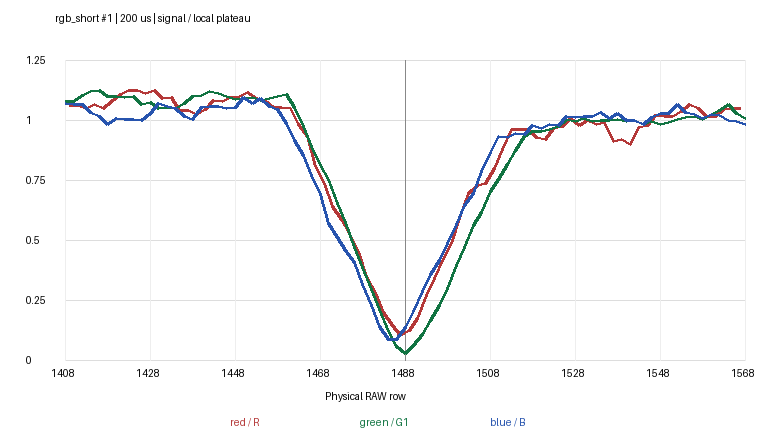 rgb_short #1 | 200 us | signal / local plateau
1.25
1
0.75
0.5
0.25
0
1408 1428 1448 1468 1488 1508 1528 1548 1568
Physical RAW row
red / R green / G1 blue / B